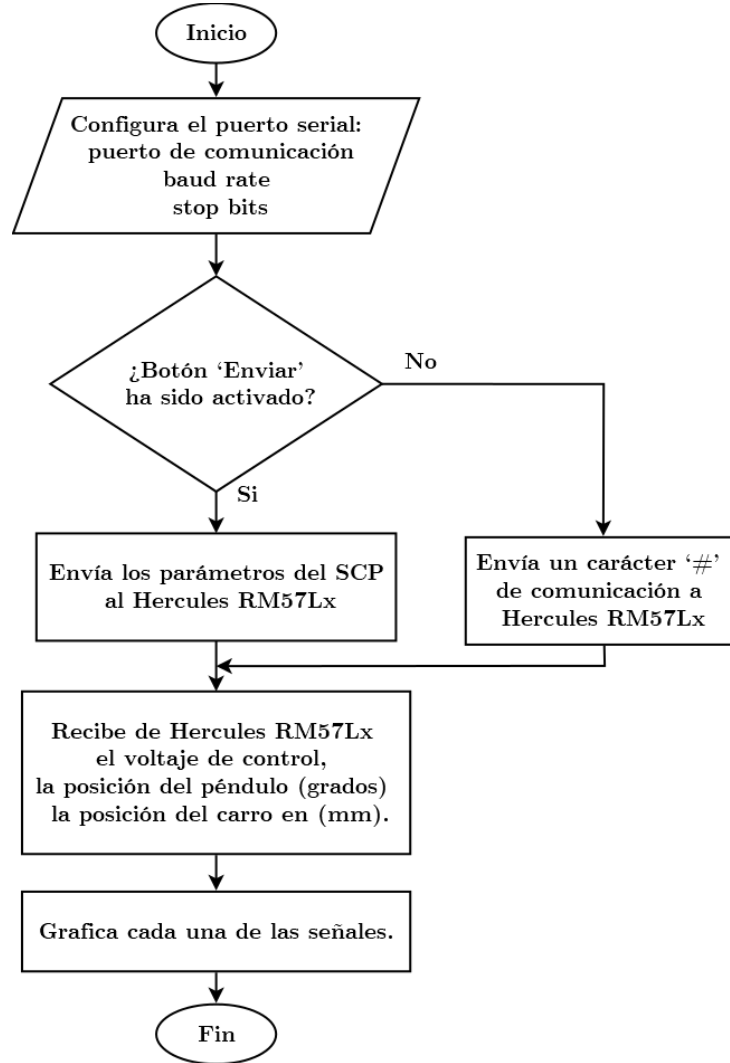 Inicio
Configura el puerto serial:
puerto de comunicación
baud rate
stop bits
¿Botón ‘Enviar’
ha sido activado?
No
Si
Envía los parámetros del SCP
al Hercules RM57Lx
Envía un carácter ‘#’
de comunicación a
Hercules RM57Lx
Recibe de Hercules RM57Lx
el voltaje de control,
la posición del péndulo (grados)
la posición del carro en (mm).
Grafica cada una de las señales.
Fin